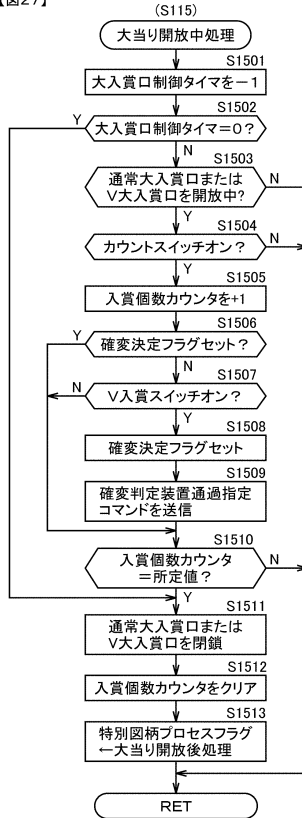 【図27】
(S115)
大当り開放中処理
S1501
大入賞口制御タイマを－1
S1502
Y
大入賞口制御タイマ＝0？
N
S1503
通常大入賞口または
V大入賞口を開放中?
N
Y
S1504
カウントスイッチオン？
N
Y
S1505
入賞個数カウンタを+1
S1506
Y
確変決定フラグセット？
N
S1507
N
V入賞スイッチオン？
Y
S1508
確変決定フラグセット
S1509
確変判定装置通過指定
コマンドを送信
S1510
入賞個数カウンタ
＝所定値？
N
Y
S1511
通常大入賞口または
V大入賞口を閉鎖
S1512
入賞個数カウンタをクリア
S1513
特別図柄プロセスフラグ
←大当り開放後処理
RET